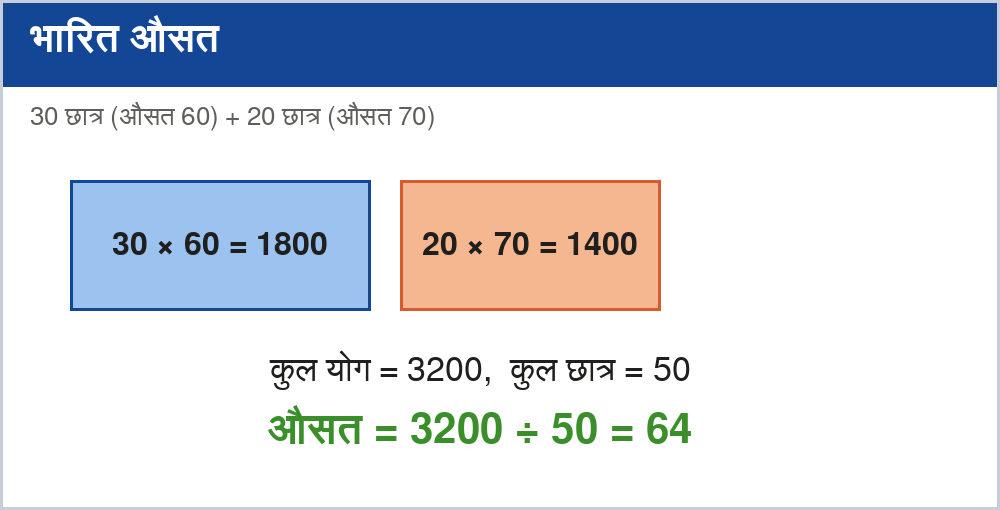 भारित औसत
30 छात्र (औसत 60) + 20 छात्र (औसत 70)
30 × 60 = 1800
20 × 70 = 1400
कुल योग = 3200, कुल छात्र = 50
औसत = 3200 ÷ 50 = 64